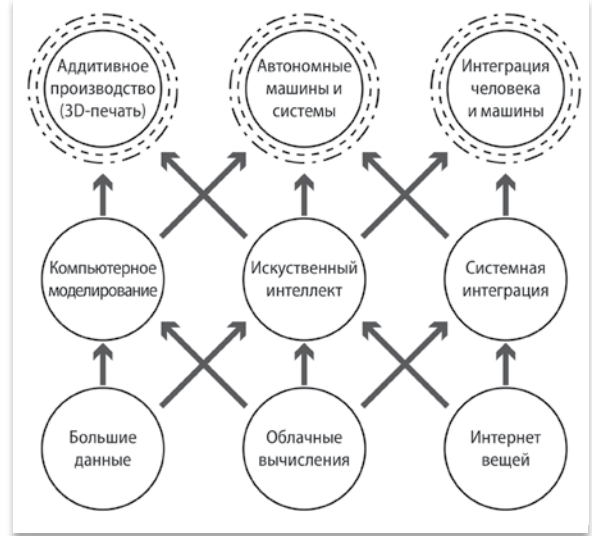 Аддитивное
производство
(3D-печать)
Автономные
машины и
системы
Интеграция
человека
и машины
Компьютерное
моделирование
Искуственный
интеллект
Системная
интеграция
Большие
данные
Облачные
вычисления
Интернет
вещей